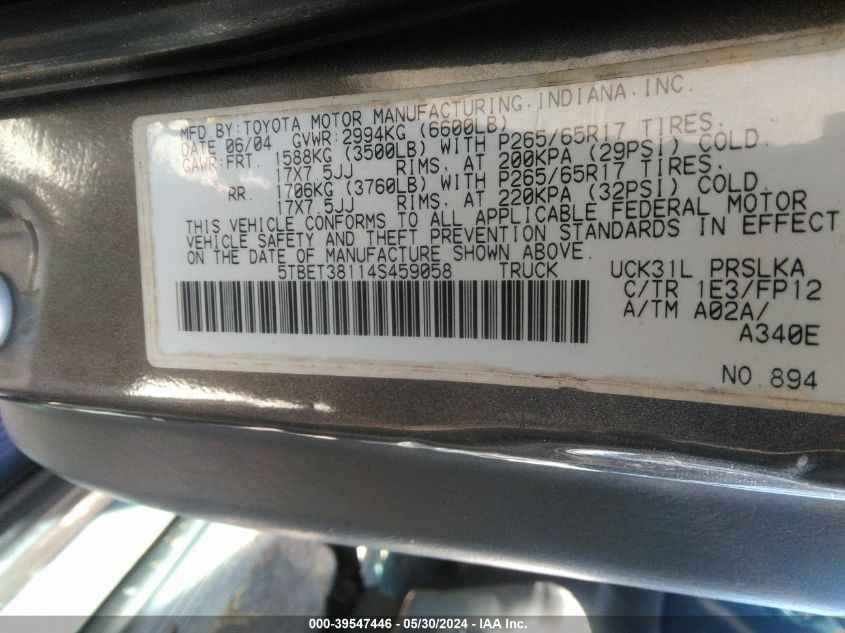 MFD BY:TOYOTA MOTOR MANUFACTURING.INDIANA.INC.
DATE 06/04 GVWR:2994KG (6600LB)
GAWR:FRT. 1588KG (3500LB) WITH P265/65R17 TIRES.
17X7.5JJ RIMS, AT 200KPA (29PSI) COLD.
RR. 1706KG (3760LB) WITH P265/65R17 TIRES.
17X7.5JJ RIMS, AT 220KPA (32PSI) COLD.
THIS VEHICLE CONFORMS TO ALL APPLICABLE FEDERAL MOTOR
VEHICLE SAFETY AND THEFT PREVENTION STANDARDS IN EFFECT
ON THE DATE OF MANUFACTURE SHOWN ABOVE.
5TBET38114S459058 TRUCK UCK31L PRSLKA
C/TR 1E3/FP12
A/TM A02A/
A340E
NO 894
000-39547446 - 05/30/2024 - IAA Inc.